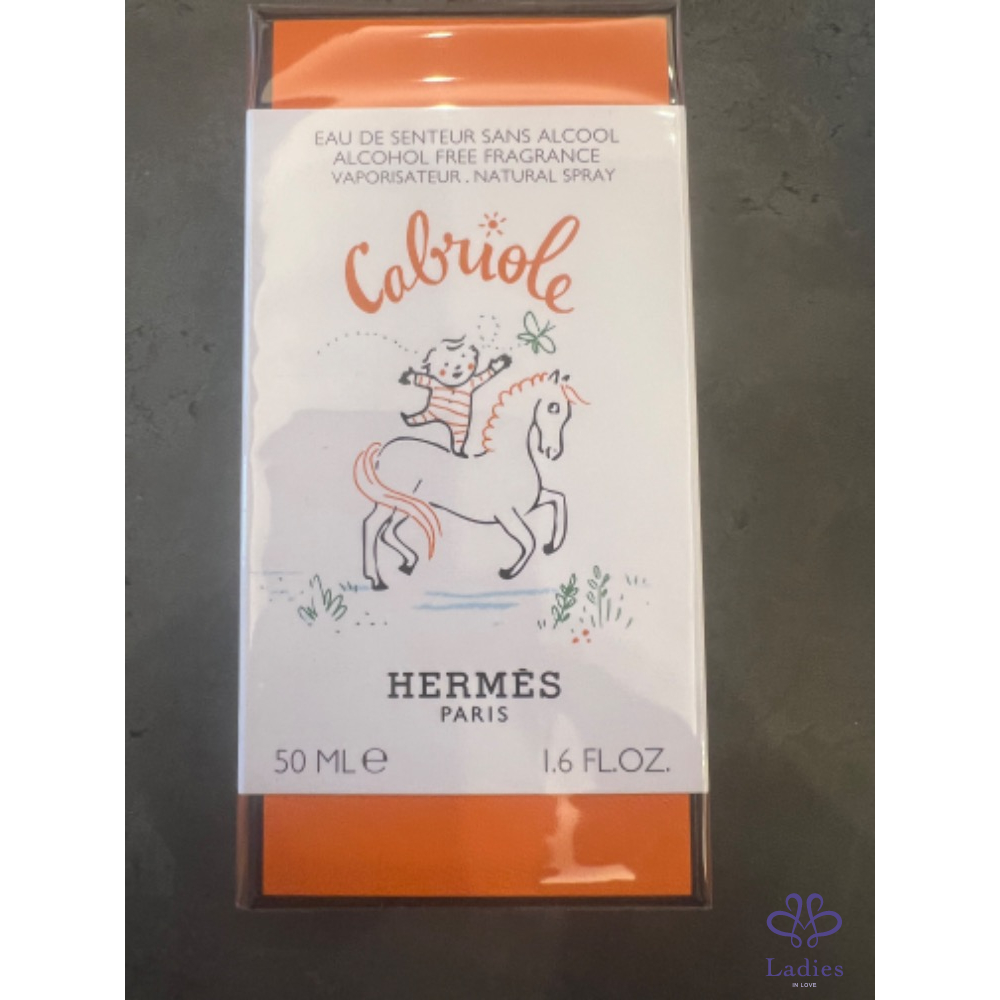 EAU DE SENTEUR SANS ALCOOL
ALCOHOL FREE FRAGRANCE
VAPORISATEUR . NATURAL SPRAY
Cabriole
HERMÈS
PARIS
50 ML ℮
1.6 FL.OZ.
Ladies
IN LOVE